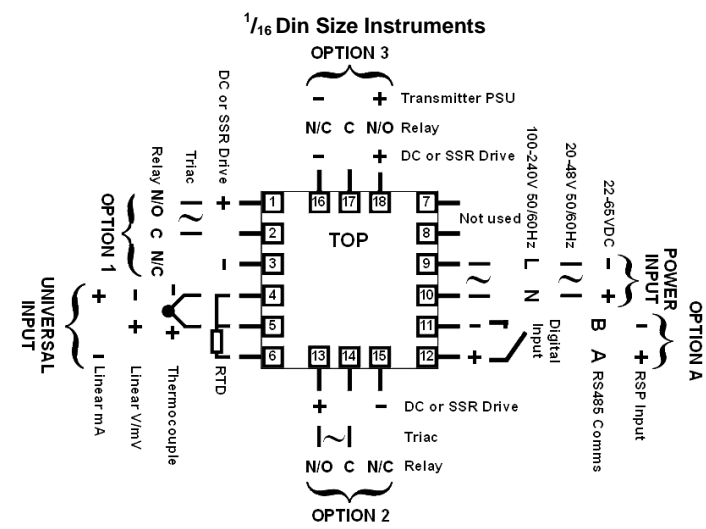 1/16 Din Size Instruments
OPTION 3
– + Transmitter PSU
N/C C N/O Relay
– + DC or SSR Drive
DC or SSR Drive
+
–
Triac
~
Relay N/O C N/C
OPTION 1
UNIVERSAL INPUT
+ – Linear mA
– + Linear V/mV
– + Thermocouple
RTD
1
2
3
4
5
6
16
17
18
TOP
13
14
15
7
8
9
10
11
12
Not used
100-240V 50/60Hz L N
~
20-48V 50/60Hz
~
22-65VDC – +
POWER INPUT
– +
Digital Input
B A RS485 Comms
– + RSP Input
OPTION A
+ – DC or SSR Drive
~ Triac
N/O C N/C Relay
OPTION 2